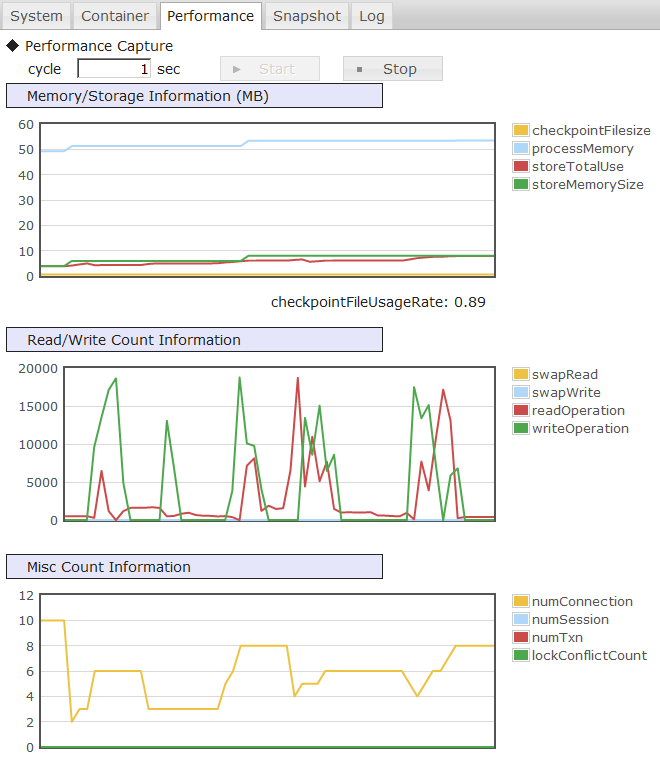 System Container Performance Snapshot Log
◆ Performance Capture
cycle 1 sec ▶ Start ■ Stop
Memory/Storage Information (MB)
60
50
40
30
20
10
0
checkpointFilesize
processMemory
storeTotalUse
storeMemorySize
checkpointFileUsageRate: 0.89
Read/Write Count Information
20000
15000
10000
5000
0
swapRead
swapWrite
readOperation
writeOperation
Misc Count Information
12
10
8
6
4
2
0
numConnection
numSession
numTxn
lockConflictCount